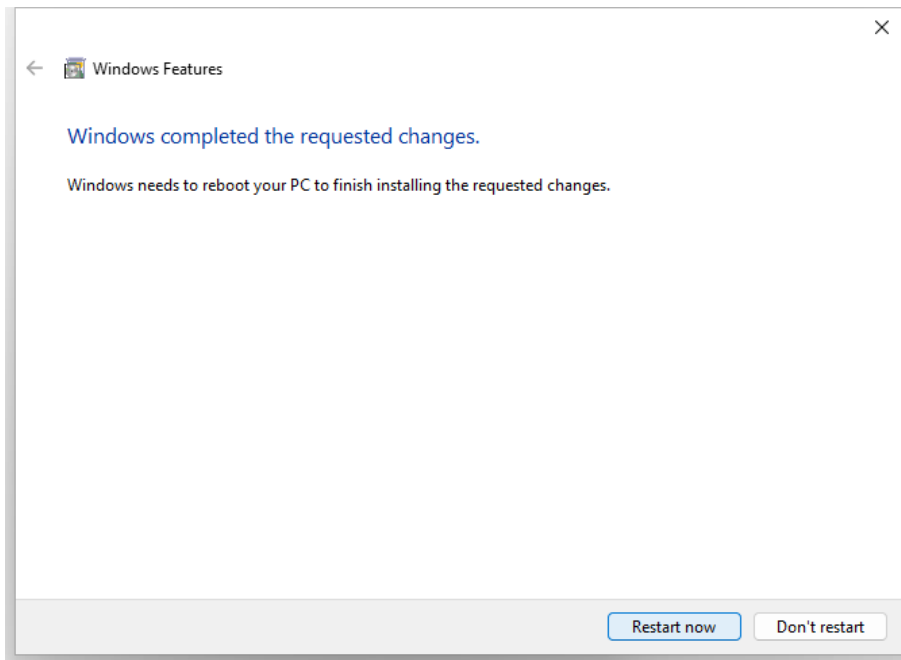 Windows Features
Windows completed the requested changes.
Windows needs to reboot your PC to finish installing the requested changes.
Restart now
Don't restart